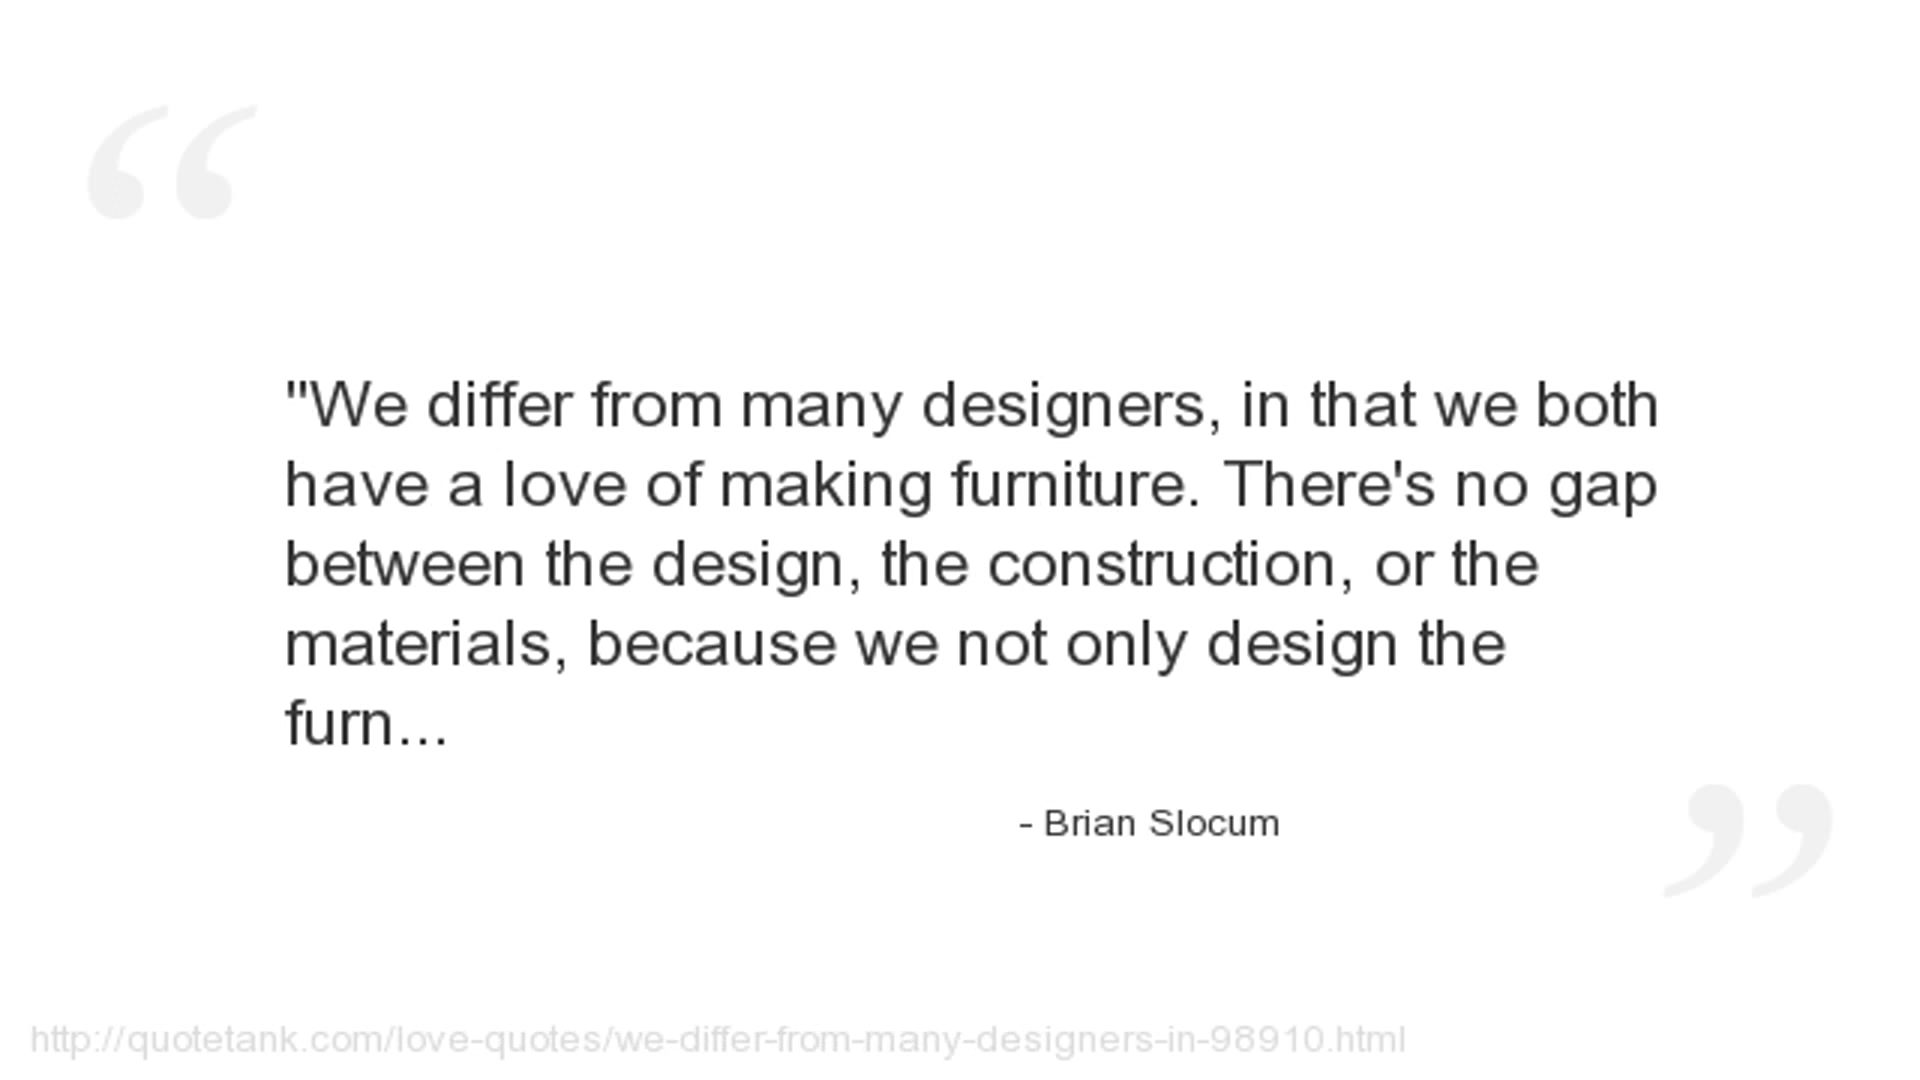 "We differ from many designers, in that we both
have a love of making furniture. There's no gap
between the design, the construction, or the
materials, because we not only design the
furn...
- Brian Slocum
http://quotetank.com/love-quotes/we-differ-from-many-designers-in-98910.html